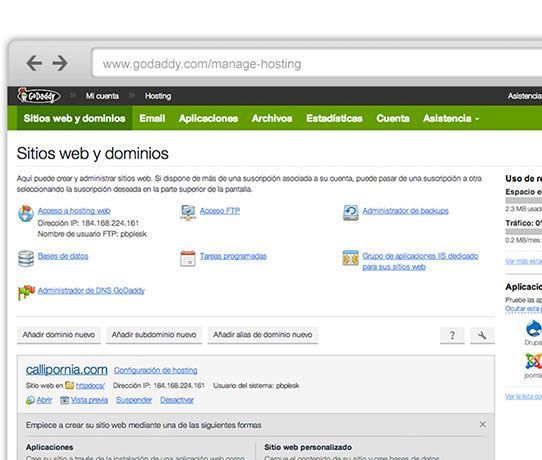 www.godaddy.com/manage-hosting
GoDaddy » Mi cuenta » Hosting Asistencia
Sitios web y dominios Email Aplicaciones Archivos Estadísticas Cuenta Asistencia
Sitios web y dominios
Aquí puede crear y administrar sitios web. Si dispone de más de una suscripción asociada a su cuenta, puede pasar de una suscripción a otra
seleccionando la suscripción deseada en la parte superior de la pantalla.
Acceso a hosting web
Dirección IP: 184.168.224.161
Nombre de usuario FTP: pbplesk
Acceso FTP
Administrador de backups
Bases de datos
Tareas programadas
Grupo de aplicaciones IIS dedicado
para sus sitios web
Administrador de DNS GoDaddy
Uso de re
Espacio e
2.3 MB usado
Tráfico: 0%
0.2 MB/mes
Ver más esta
Añadir dominio nuevo Añadir subdominio nuevo Añadir alias de dominio nuevo ?
Aplicacio
Pruebe las ap
Ocultar esta
Drupa
joomla
Ver la lista co
callipornia.com Configuración de hosting
Sitio web en httpdocs/ Dirección IP: 184.168.224.161 Usuario del sistema: pbplesk
Abrir Vista previa Suspender Desactivar
Empiece a crear su sitio web mediante una de las siguientes formas
Aplicaciones Sitio web personalizado
Cree su sitio a través de la instalación de una aplicación web como
Cargue el contenido de su sitio y cree bases de datos.